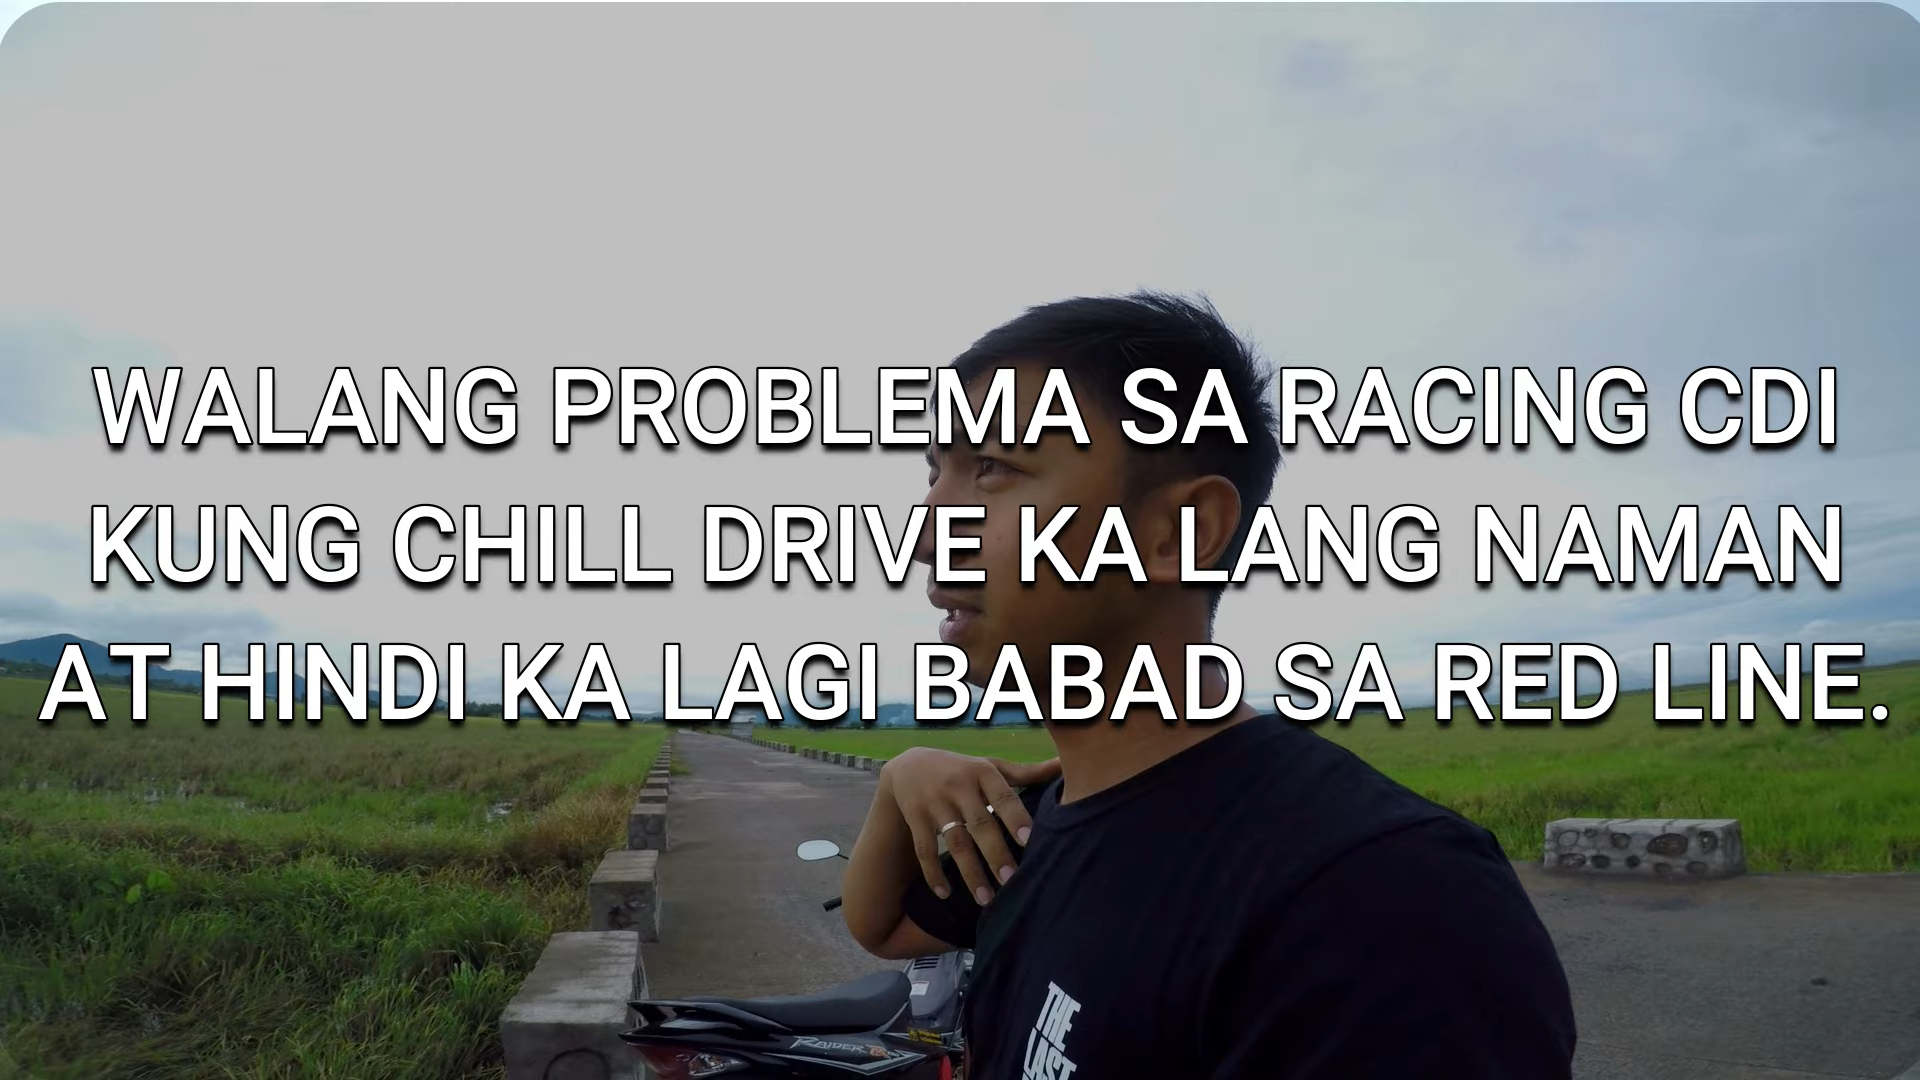 WALANG PROBLEMA SA RACING CDI
KUNG CHILL DRIVE KA LANG NAMAN
AT HINDI KA LAGI BABAD SA RED LINE.
THE
LAST
RAIDER